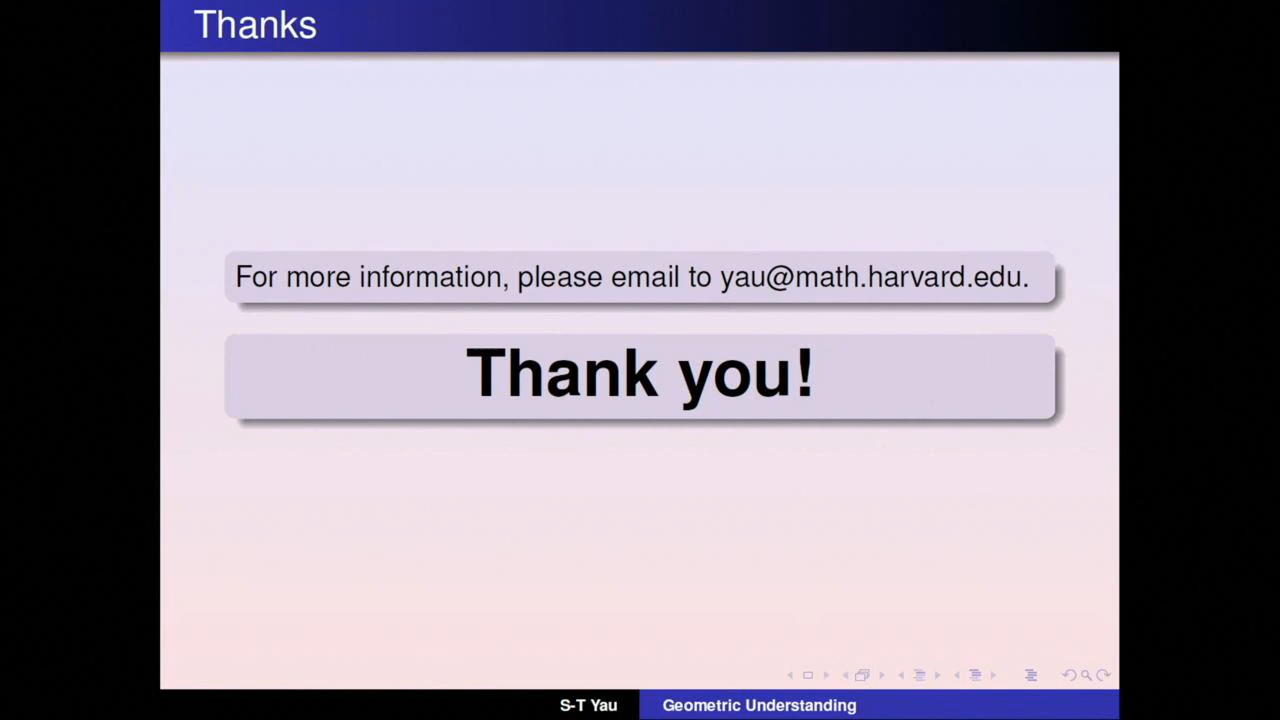 Thanks
For more information, please email to yau@math.harvard.edu.
Thank you!
S-T Yau
Geometric Understanding